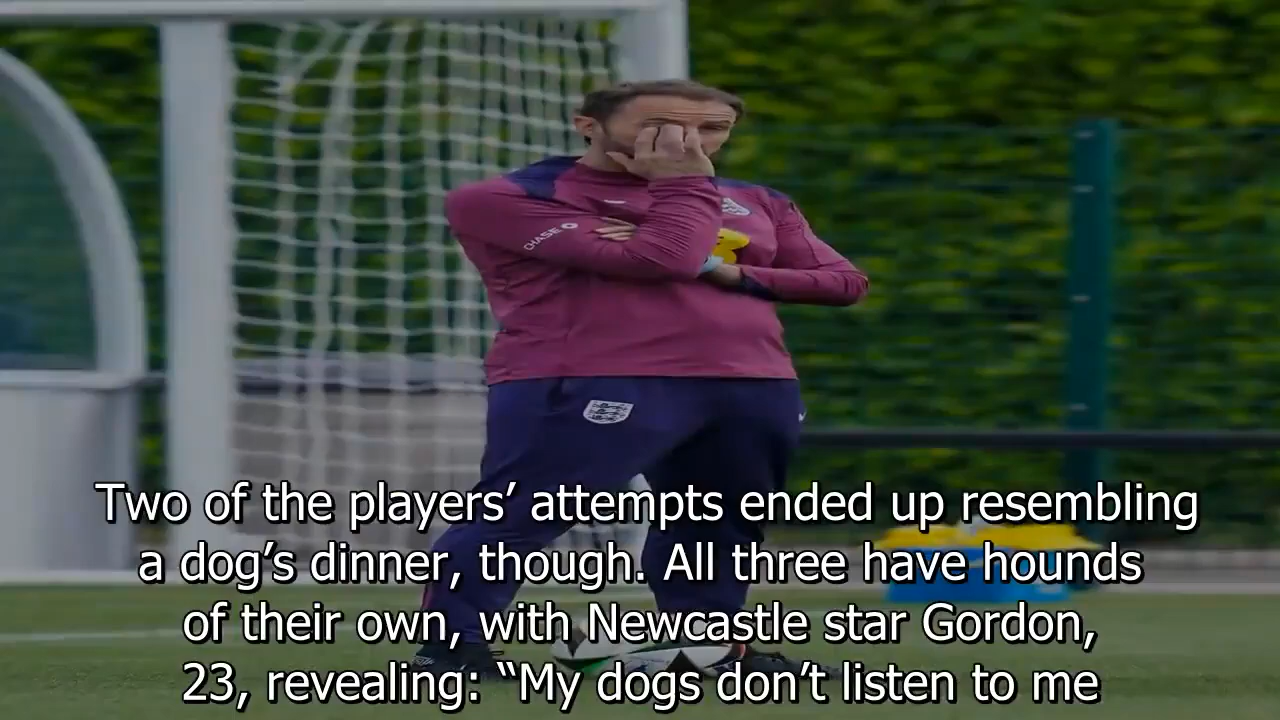 CHASE
Two of the players’ attempts ended up resembling
a dog’s dinner, though. All three have hounds
of their own, with Newcastle star Gordon,
23, revealing: “My dogs don’t listen to me